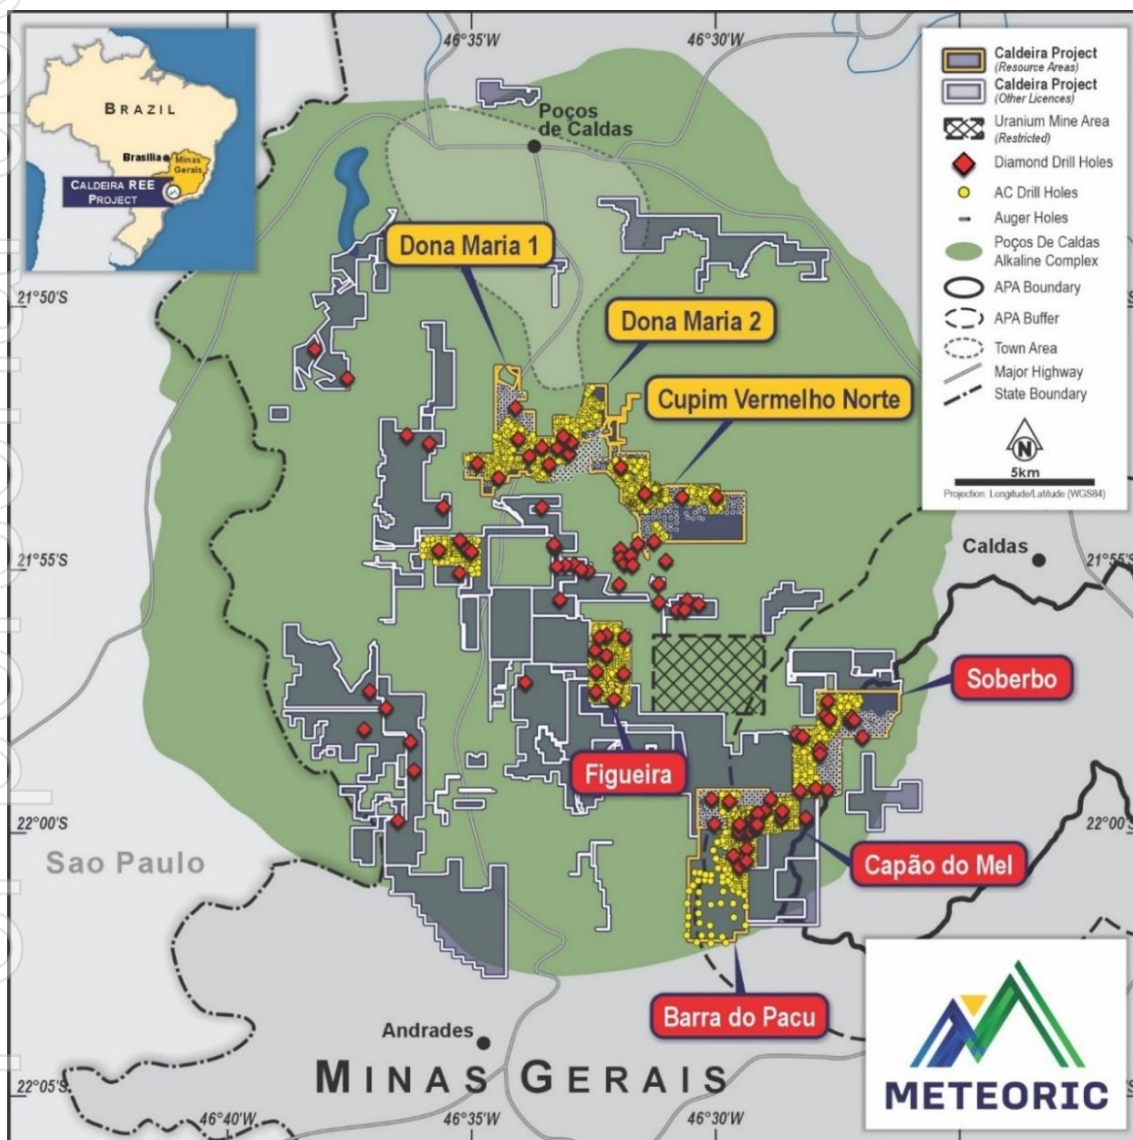 46°35'W
46°30'W
BRAZIL
Brasilia
Minas
Gerais
CALDEIRA REE
PROJECT
Poços
de Caldas
Dona Maria 1
Dona Maria 2
Cupim Vermelho Norte
Caldeira Project
(Resource Areas)
Caldeira Project
(Other Licences)
Uranium Mine Area
(Restricted)
Diamond Drill Holes
AC Drill Holes
Auger Holes
Poços De Caldas
Alkaline Complex
APA Boundary
APA Buffer
Town Area
Major Highway
State Boundary
N
5km
Projection: Longitude/Latitude (WGS84)
21°50'S
21°55'S
Caldas
21°55'S
Soberbo
Figueira
22°00'S
22°00'S
Sao Paulo
Capão do Mel
Barra do Pacu
Andrades
MINAS GERAIS
22°05'S
46°40'W
46°35'W
46°30'W
METEORIC